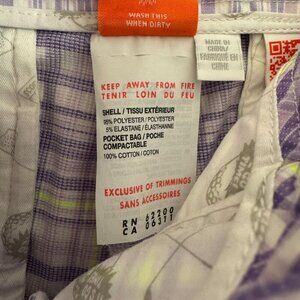 WASH THIS
WHEN DIRTY
MADE IN
CHINA/
FABRIQUÉ EN
CHINE
KEEP AWAY FROM FIRE
TENIR LOIN DU FEU
SHELL / TISSU EXTÉRIEUR
95% POLYESTER / POLYESTER
5% ELASTANE / ÉLASTHANNE
POCKET BAG / POCHE
COMPACTABLE
100% COTTON / COTON
EXCLUSIVE OF TRIMMINGS
SANS ACCESSOIRES
RN 62200
CA 06311